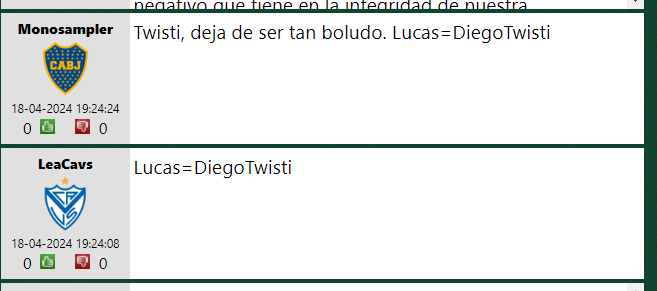 negativo que tiene en la integridad de nuestra
Monosampler
Twisti, deja de ser tan boludo. Lucas=DiegoTwisti
CABJ
18-04-2024 19:24:24
0 0
LeaCavs
Lucas=DiegoTwisti
18-04-2024 19:24:08
0 0